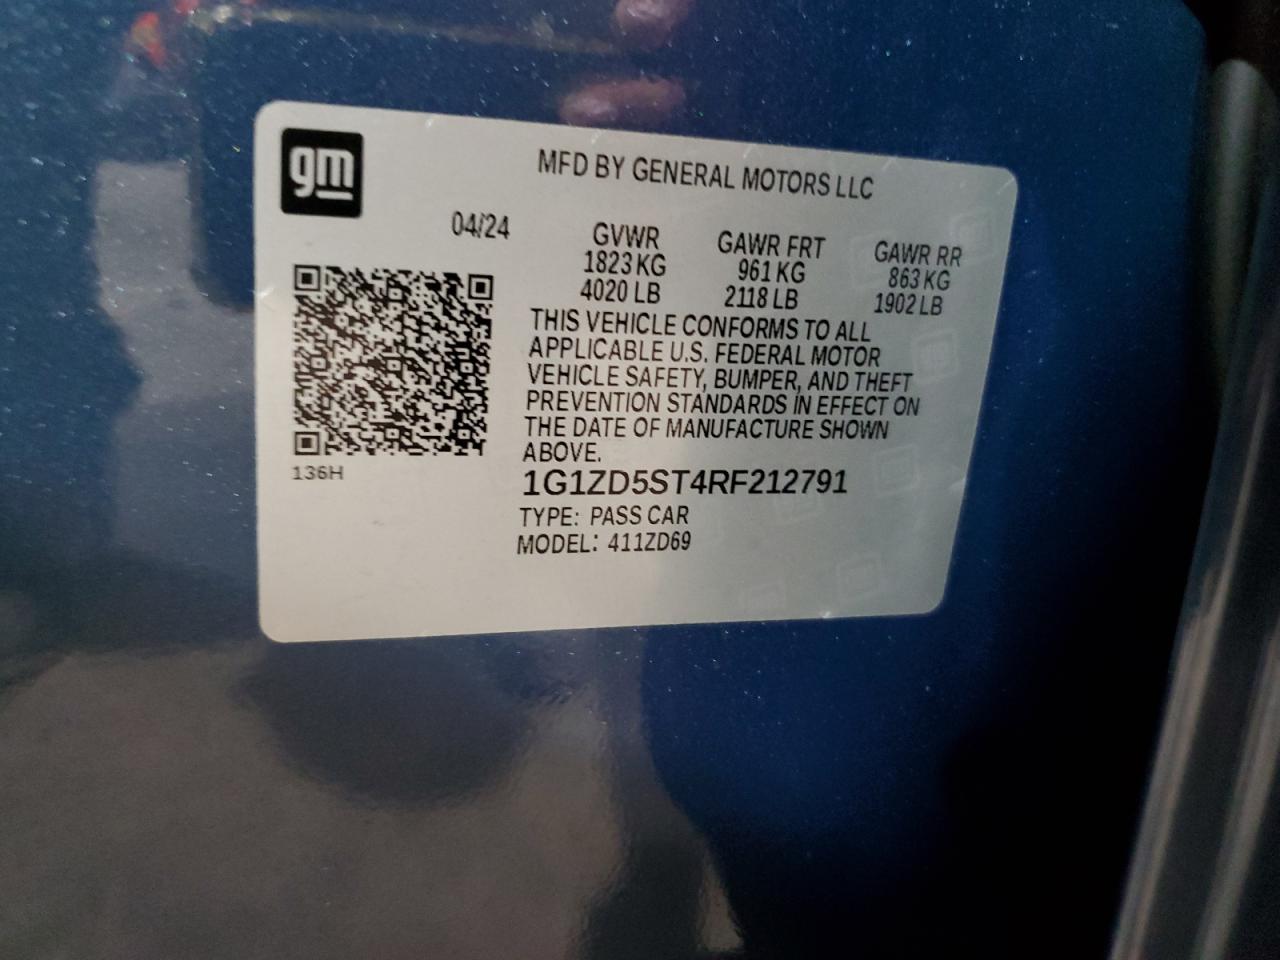 gm
MFD BY GENERAL MOTORS LLC
04/24
GVWR GAWR FRT GAWR RR
1823 KG 961 KG 863 KG
4020 LB 2118 LB 1902 LB
THIS VEHICLE CONFORMS TO ALL
APPLICABLE U.S. FEDERAL MOTOR
VEHICLE SAFETY, BUMPER, AND THEFT
PREVENTION STANDARDS IN EFFECT ON
THE DATE OF MANUFACTURE SHOWN
ABOVE.
136H
1G1ZD5ST4RF212791
TYPE: PASS CAR
MODEL: 411ZD69